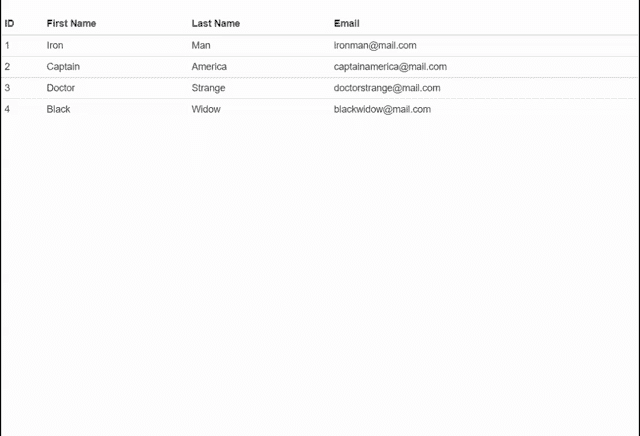 ID First Name Last Name Email
1 Iron Man ironman@mail.com
2 Captain America captainamerica@mail.com
3 Doctor Strange doctorstrange@mail.com
4 Black Widow blackwidow@mail.com